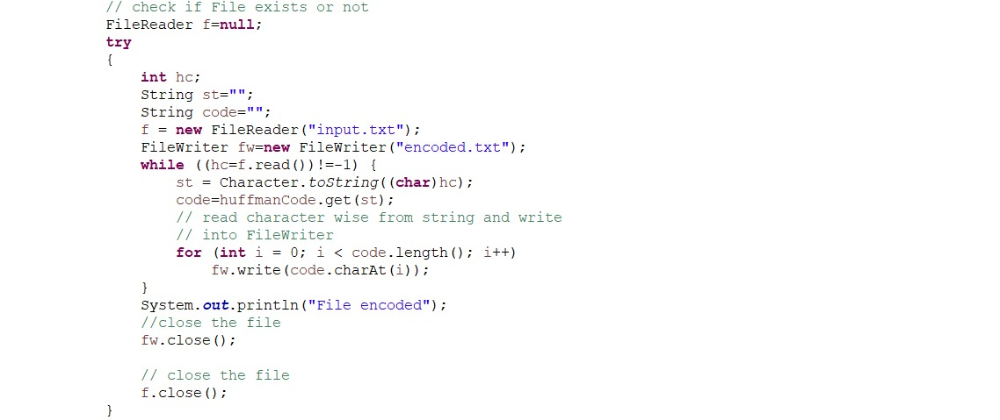 // check if File exists or not
FileReader f=null;
try
{
int hc;
String st="";
String code="";
f = new FileReader("input.txt");
FileWriter fw=new FileWriter("encoded.txt");
while ((hc=f.read())!=-1) {
st = Character.toString((char)hc);
code=huffmanCode.get(st);
// read character wise from string and write
// into FileWriter
for (int i = 0; i < code.length(); i++)
fw.write(code.charAt(i));
}
System.out.println("File encoded");
//close the file
fw.close();
// close the file
f.close();
}